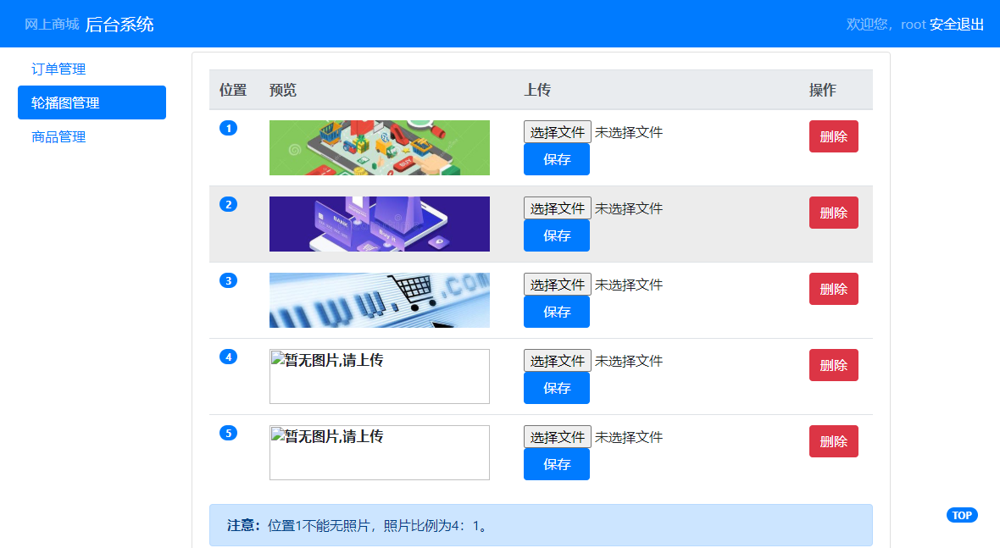 网上商城 后台系统 欢迎您，root 安全退出
订单管理
轮播图管理
商品管理
位置 预览 上传 操作
1 选择文件 未选择文件 删除
BUY
保存
2 选择文件 未选择文件 删除
BANK
Buy it
保存
3 选择文件 未选择文件 删除
www.
.com
保存
4 暂无图片,请上传 选择文件 未选择文件 删除
保存
5 暂无图片,请上传 选择文件 未选择文件 删除
保存
注意：位置1不能无照片，照片比例为4：1。
TOP